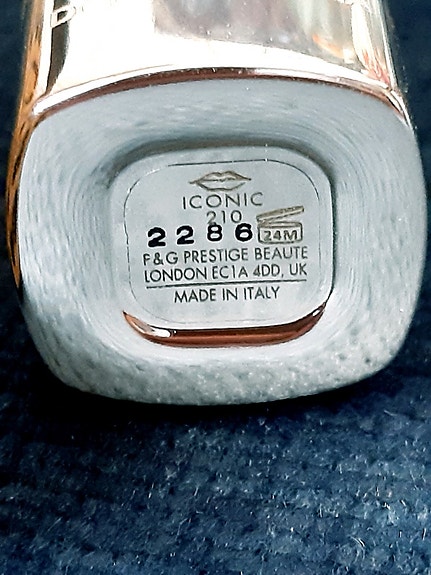 ICONIC
210
2286 24M
F&G PRESTIGE BEAUTE
LONDON EC1A 4DD, UK
MADE IN ITALY